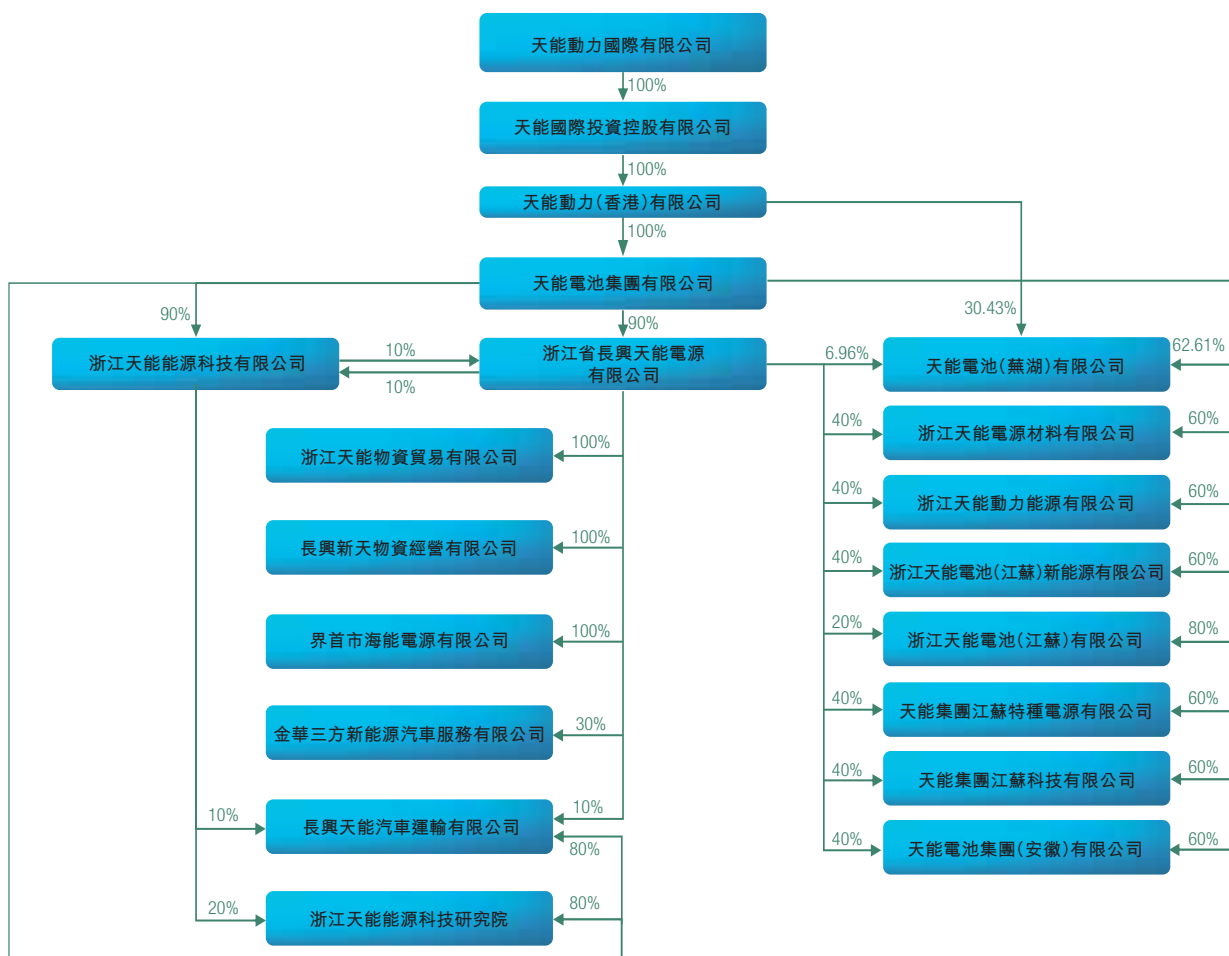 天能動力國際有限公司
100%
天能國際投資控股有限公司
100%
天能動力(香港)有限公司
100%
天能電池集團有限公司
90%
90%
30.43%
浙江天能能源科技有限公司
10%
10%
浙江省長興天能電源
有限公司
6.96%
天能電池(蕪湖)有限公司
62.61%
浙江天能物資貿易有限公司
100%
40%
浙江天能電源材料有限公司
60%
40%
浙江天能動力能源有限公司
60%
長興新天物資經營有限公司
100%
40%
浙江天能電池(江蘇)新能源有限公司
60%
界首市海能電源有限公司
100%
20%
浙江天能電池(江蘇)有限公司
80%
金華三方新能源汽車服務有限公司
30%
40%
天能集團江蘇特種電源有限公司
60%
40%
天能集團江蘇科技有限公司
60%
10%
長興天能汽車運輸有限公司
10%
80%
40%
天能電池集團(安徽)有限公司
60%
20%
浙江天能能源科技研究院
80%